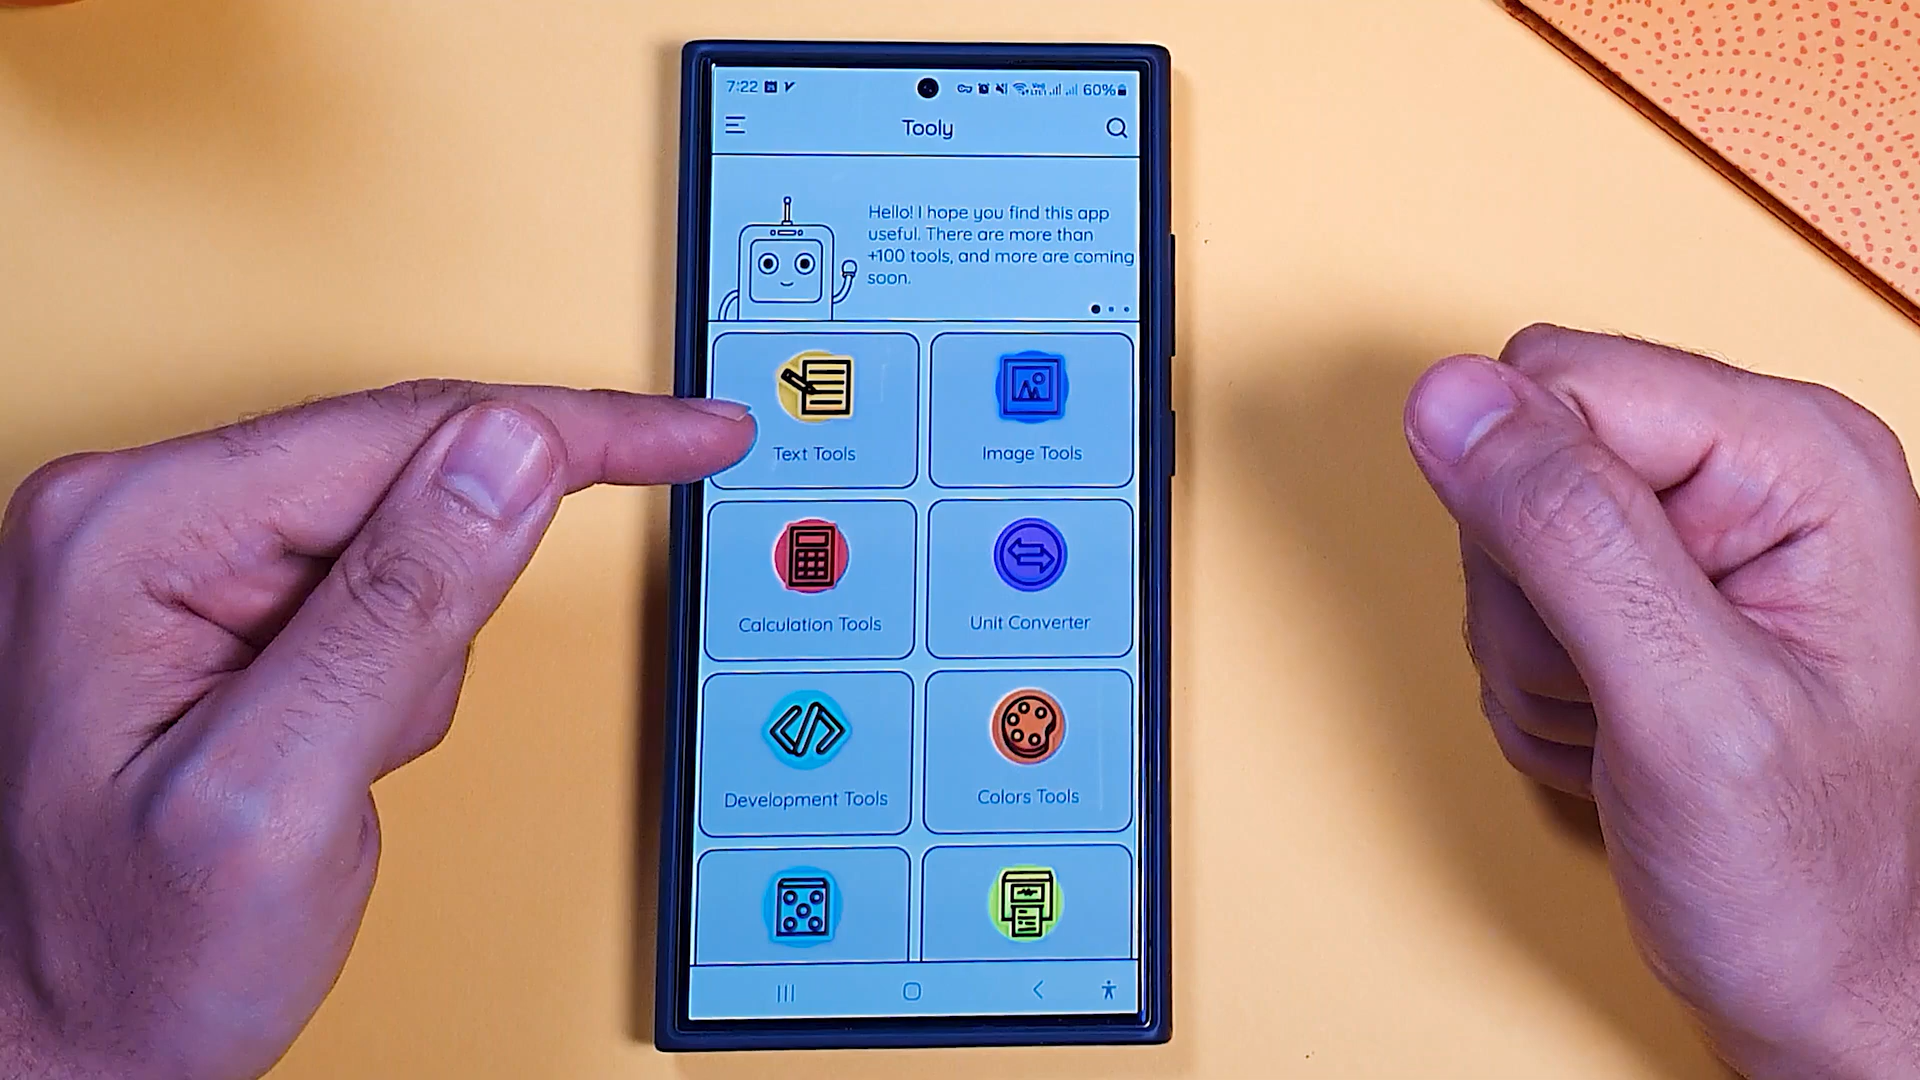 7:22
60%
Tooly
Hello! I hope you find this app
useful. There are more than
+100 tools, and more are coming
soon.
Text Tools
Image Tools
Calculation Tools
Unit Converter
Development Tools
Colors Tools